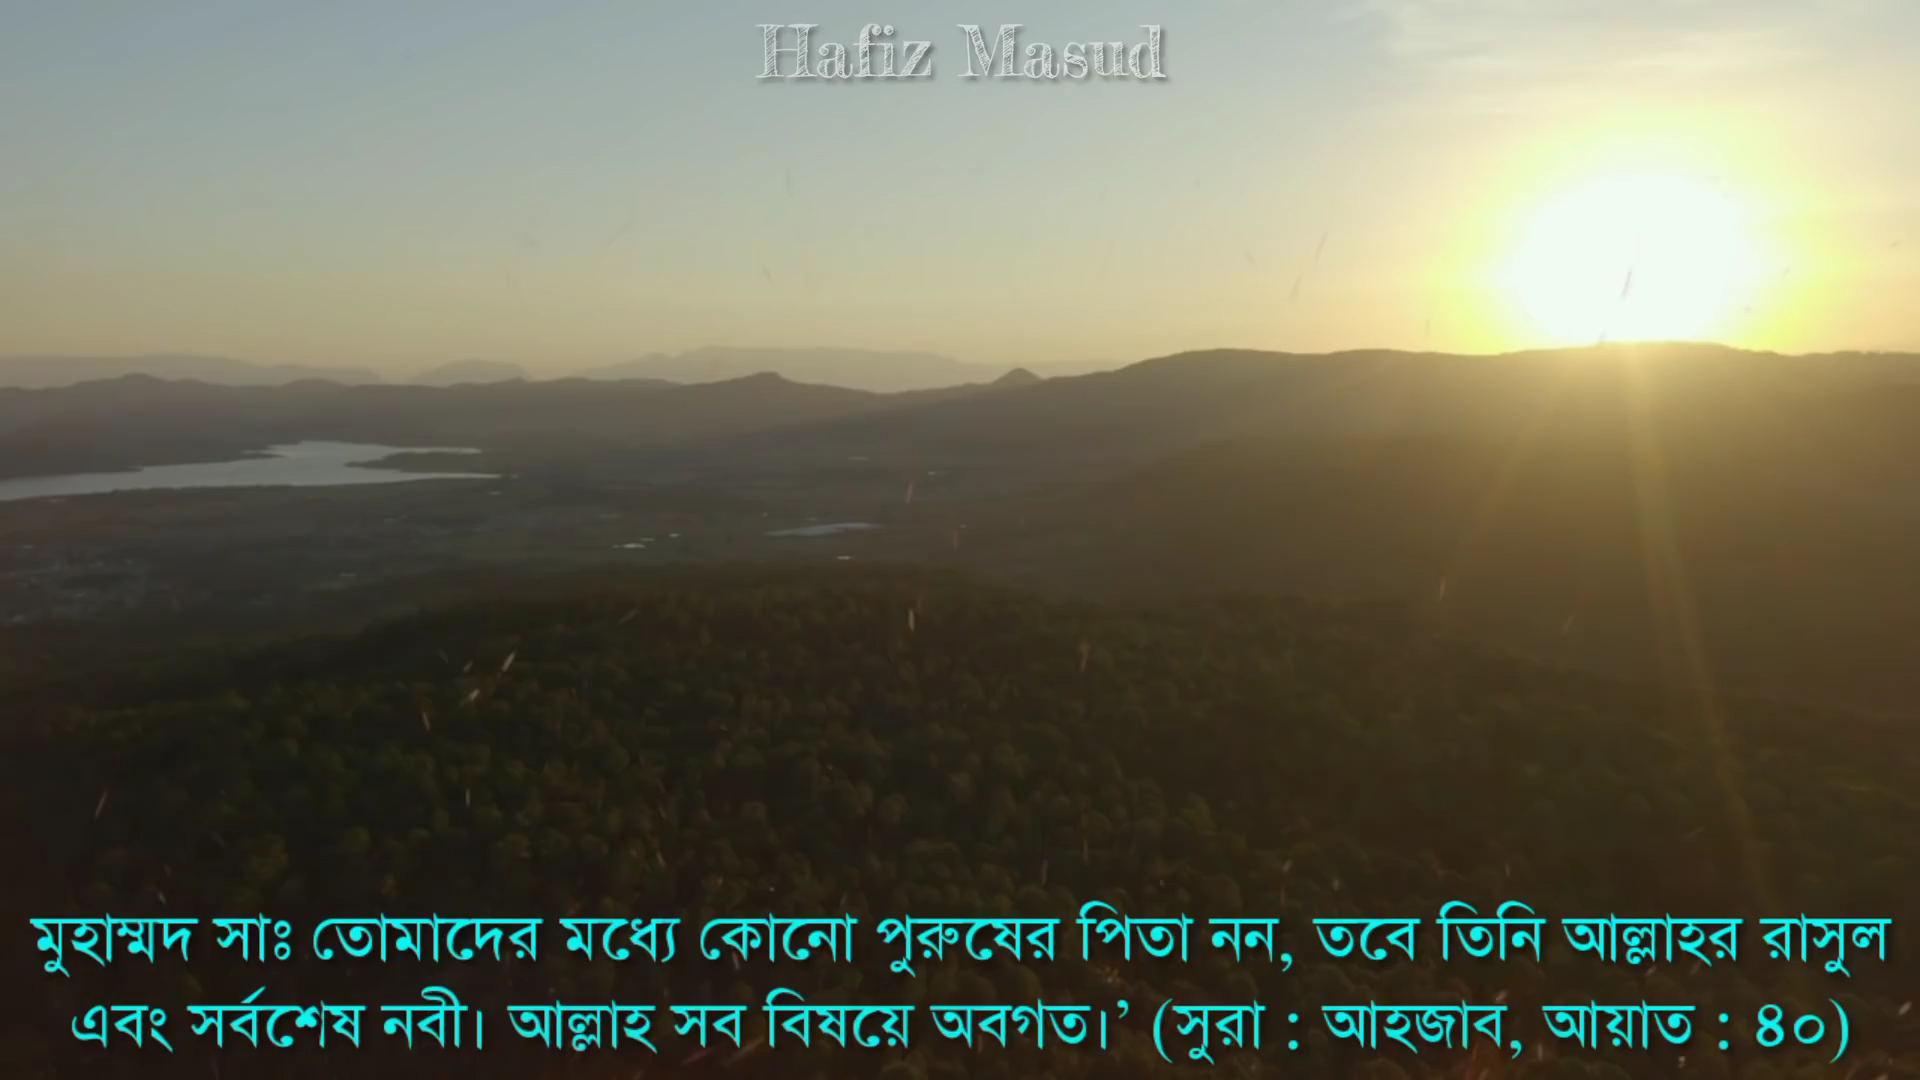 Hafiz Masud
মুহাম্মদ সাঃ তোমাদের মধ্যে কোনো পুরুষের পিতা নন, তবে তিনি আল্লাহর রাসুল
এবং সর্বশেষ নবী। আল্লাহ সব বিষয়ে অবগত।’ (সুরা : আহজাব, আয়াত : ৪০)